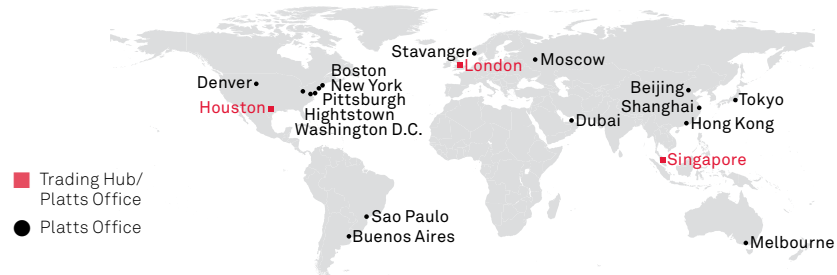 Stavanger
London
Moscow
Boston
New York
Pittsburgh
Hightstown
Washington D.C.
Denver
Houston
Beijing
Shanghai
Tokyo
Hong Kong
Dubai
Singapore
Sao Paulo
Buenos Aires
Melbourne
Trading Hub/
Platts Office
Platts Office